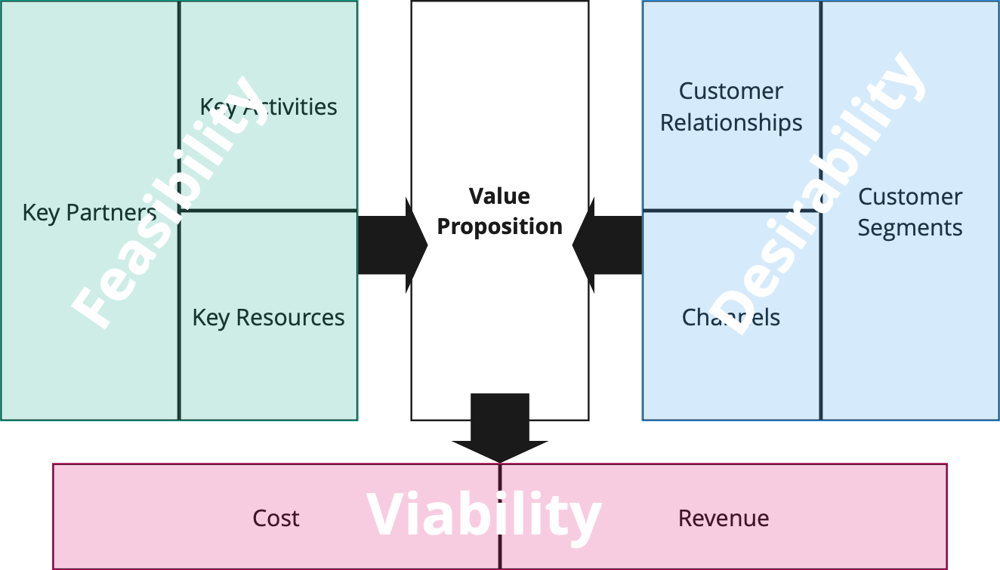 Key Partners
Key Activities
Key Resources
Feasibility
Value
Proposition
Customer
Relationships
Channels
Customer
Segments
Desirability
Cost
Viability
Revenue